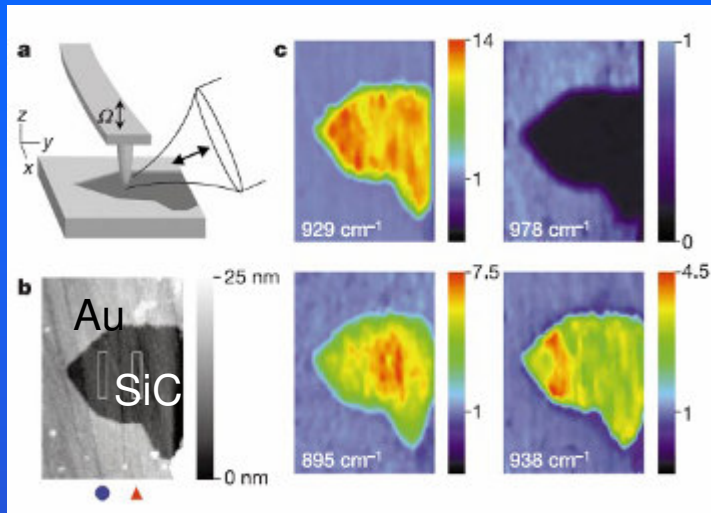 a
Ω
z
y
x
b
25 nm
Au
SiC
0 nm
c
14
1
929 cm⁻¹
1
0
978 cm⁻¹
7.5
1
895 cm⁻¹
4.5
1
938 cm⁻¹